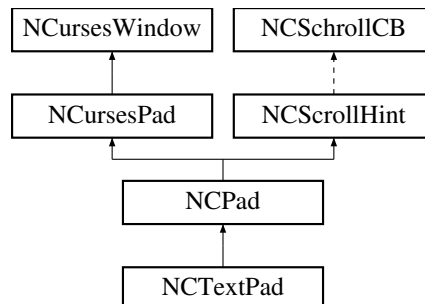 NCursesWindow
NCSchrollCB
NCursesPad
NCScrollHint
NCPad
NCTextPad